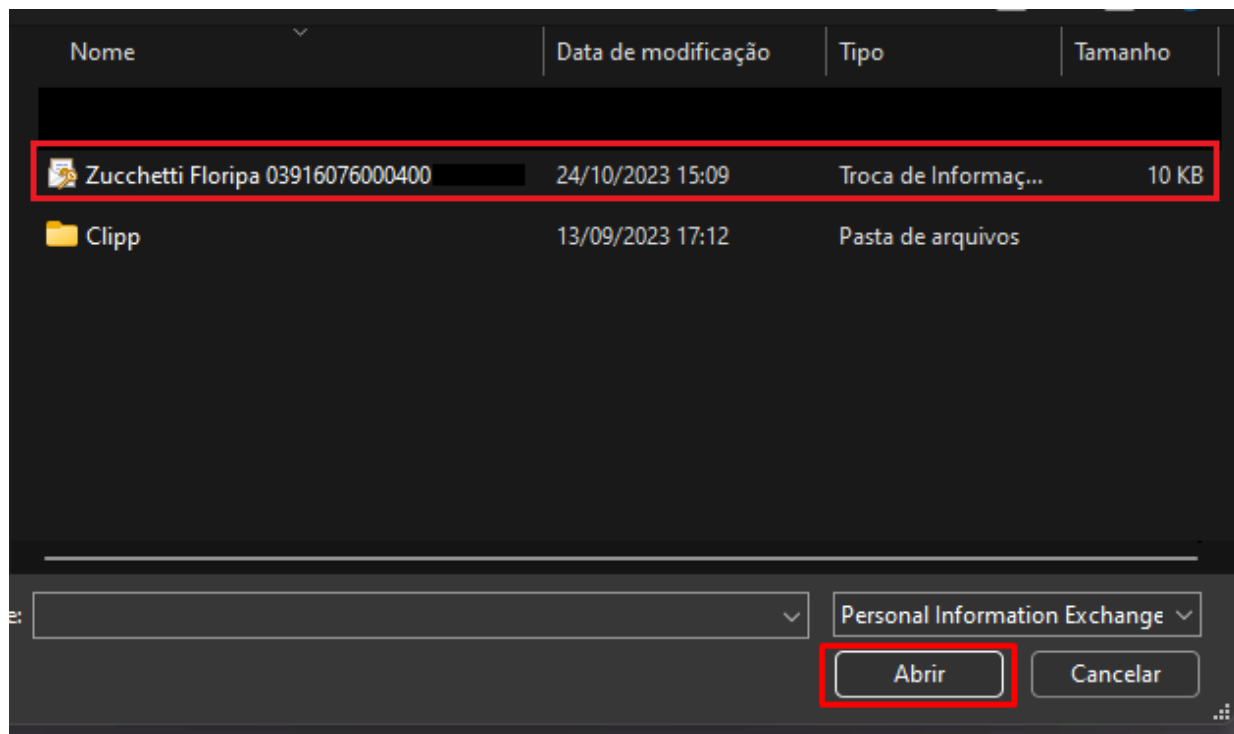 Nome Data de modificação Tipo Tamanho
Zucchetti Floripa 03916076000400 24/10/2023 15:09 Troca de Informaç... 10 KB
Clipp 13/09/2023 17:12 Pasta de arquivos
e: Personal Information Exchange
Abrir Cancelar